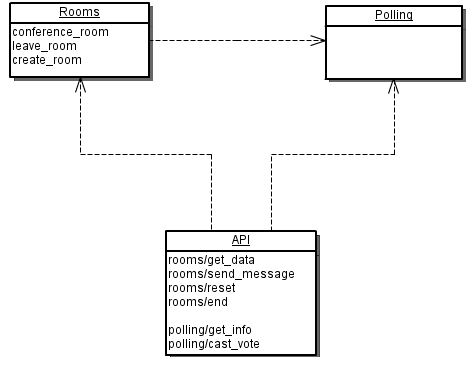 Rooms
conference_room
leave_room
create_room
Polling
API
rooms/get_data
rooms/send_message
rooms/reset
rooms/end
polling/get_info
polling/cast_vote